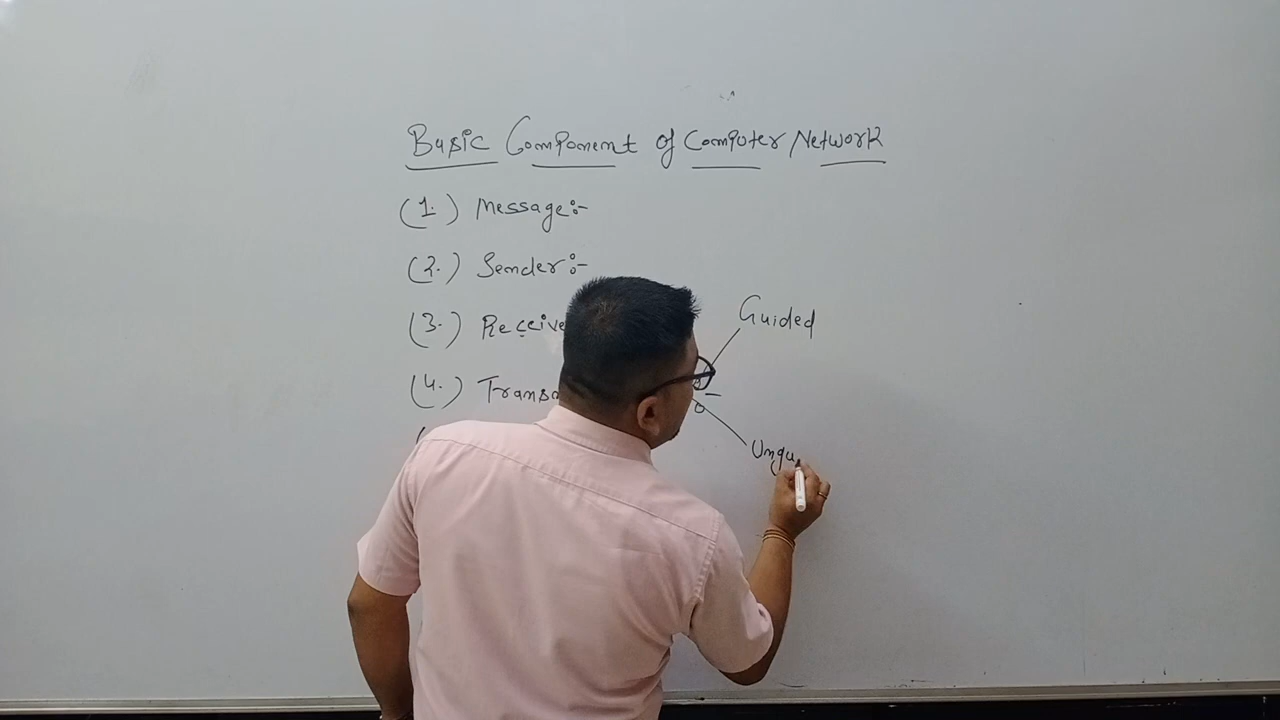 Basic Component of Computer Network
(1.) Message:-
(2.) Sender:-
(3.) Receive
Guided
(4.) Transm
Ungu